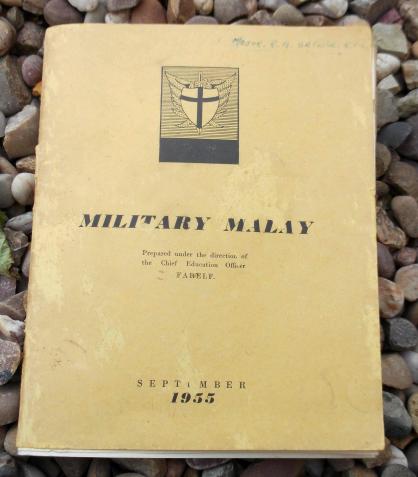 MILITARY MALAY
Prepared under the direction of
the Chief Education Officer
FARELF.
SEPTEMBER
1955